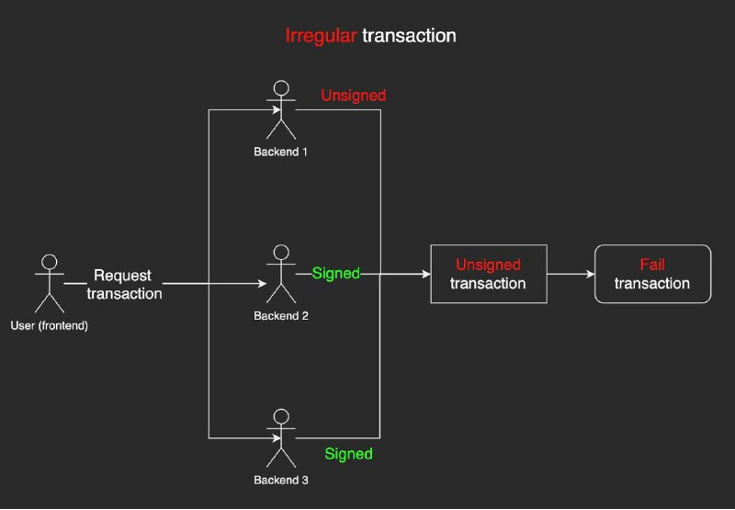 Irregular transaction
Unsigned
Backend 1
Request
transaction
User (frontend)
Signed
Backend 2
Unsigned
transaction
Fail
transaction
Signed
Backend 3